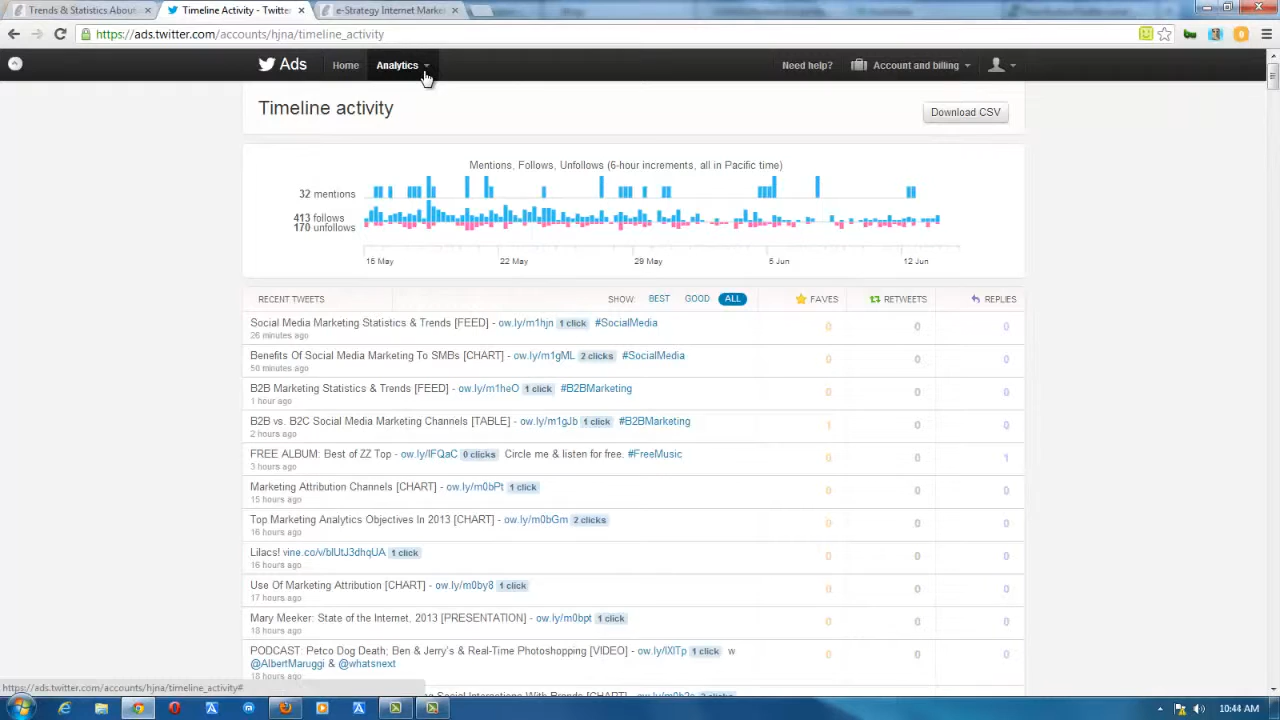 Trends & Statistics Abou
Timeline Activity - Twitter
e-Strategy Internet Marke
https://ads.twitter.com/accounts/hjna/timeline_activity
Ads
Home
Analytics
Need help?
Account and billing
Timeline activity
Download CSV
Mentions, Follows, Unfollows (6-hour increments, all in Pacific time)
32 mentions
413 follows
170 unfollows
15 May
22 May
29 May
5 Jun
12 Jun
RECENT TWEETS
SHOW: BEST GOOD ALL
FAVES
RETWEETS
REPLIES
Social Media Marketing Statistics & Trends [FEED] - ow.ly/m1hjn 1 click #SocialMedia
0 0 0
26 minutes ago
Benefits Of Social Media Marketing To SMBs [CHART] - ow.ly/m1gML 2 clicks #SocialMedia
0 0 0
50 minutes ago
B2B Marketing Statistics & Trends [FEED] - ow.ly/m1heO 1 click #B2BMarketing
0 0 0
1 hour ago
B2B vs. B2C Social Media Marketing Channels [TABLE] - ow.ly/m1gJb 1 click #B2BMarketing
1 0 0
2 hours ago
FREE ALBUM: Best of ZZ Top - ow.ly/lFQaC 0 clicks Circle me & listen for free. #FreeMusic
0 0 1
3 hours ago
Marketing Attribution Channels [CHART] - ow.ly/m0bPt 1 click
0 0 0
15 hours ago
Top Marketing Analytics Objectives In 2013 [CHART] - ow.ly/m0bGm 2 clicks
0 0 0
16 hours ago
Lilacs! vine.co/v/blUtJ3dhqUA 1 click
0 0 0
16 hours ago
Use Of Marketing Attribution [CHART] - ow.ly/m0by8 1 click
0 0 0
17 hours ago
Mary Meeker: State of the Internet, 2013 [PRESENTATION] - ow.ly/m0bpt 1 click
0 0 0
18 hours ago
PODCAST: Petco Dog Death; Ben & Jerry's & Real-Time Photoshopping [VIDEO] - ow.ly/lXlTp 1 click w
0 0 0
@AlbertMaruggi & @whatsnext
18 hours ago
https://ads.twitter.com/accounts/hjna/timeline_activity#
Social Interactions With Brands [CHART]
10:44 AM